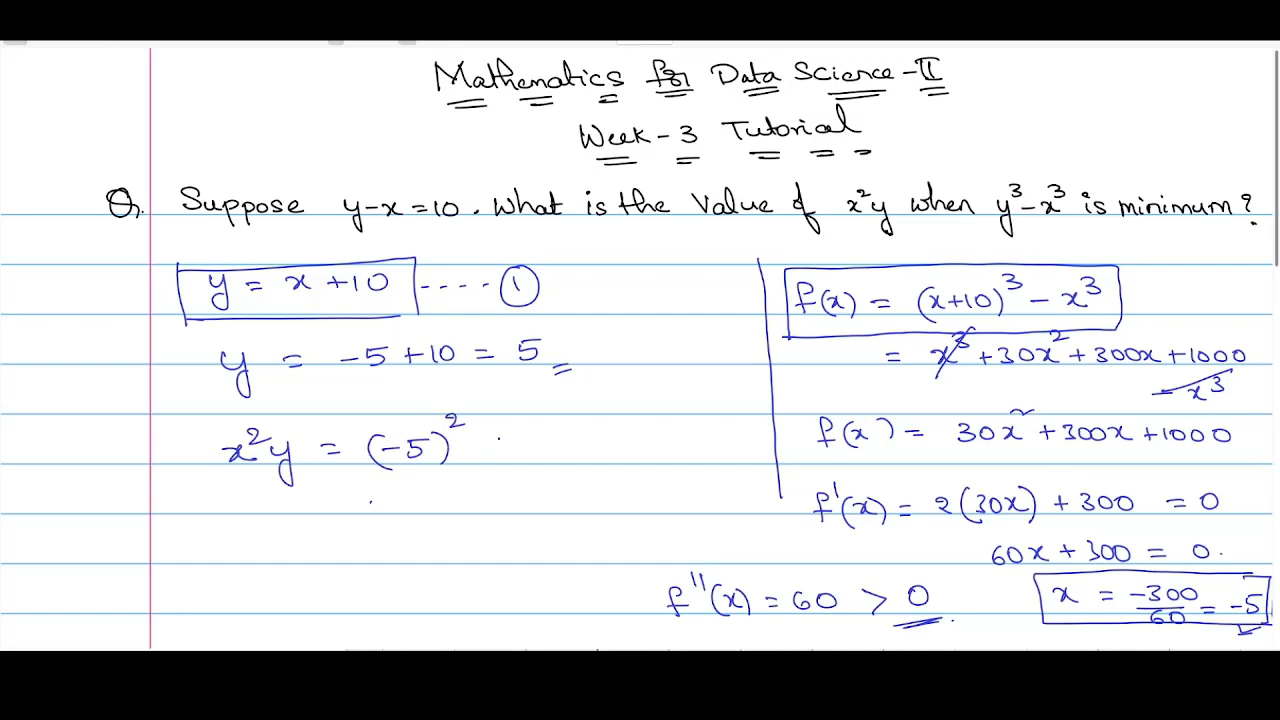 Mathematics for Data Science - II
Week - 3 Tutorial
Q. Suppose y-x=10. What is the value of x²y when y³-x³ is minimum?
y = x+10 ---- ①
y = -5+10 = 5
x²y = (-5)²
f(x) = (x+10)³ - x³
= x³+30x²+300x+1000
- x³
f(x) = 30x²+300x+1000
f'(x) = 2(30x)+300 = 0
60x+300 = 0.
x = -300/60 = -5
f''(x) = 60 > 0.